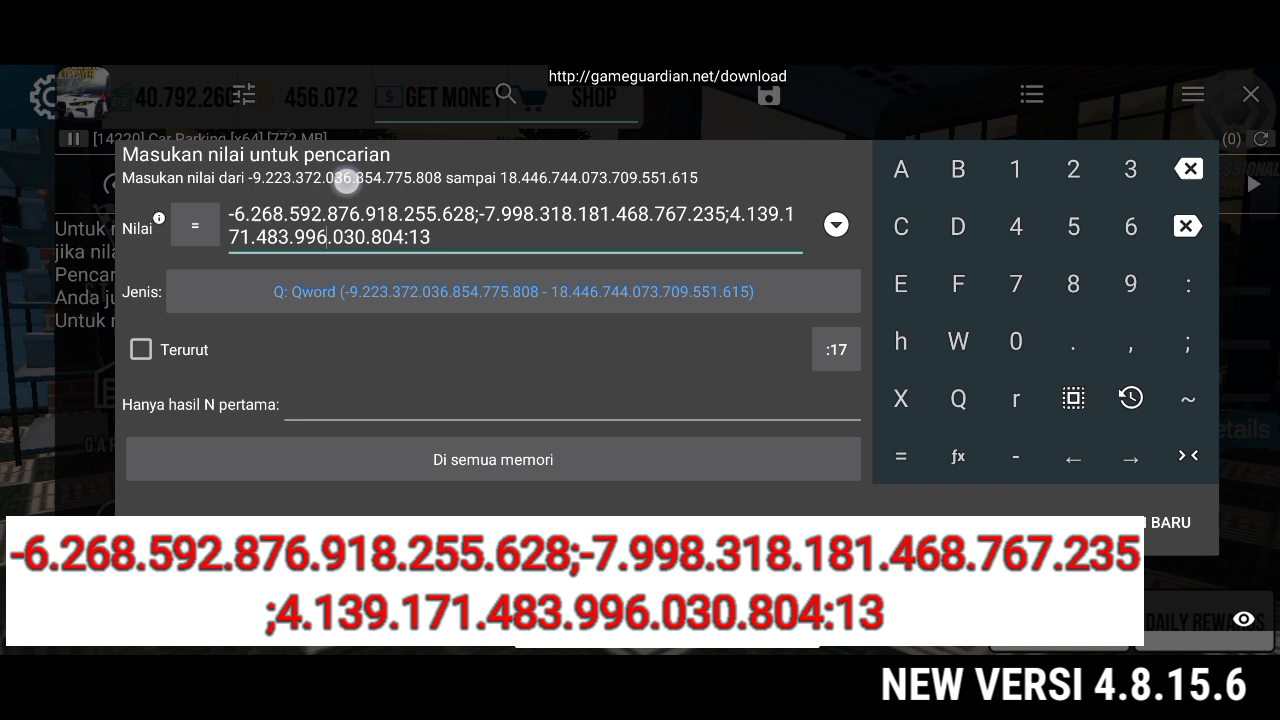 http://gameguardian.net/download
40.792.260
456.072
GET MONEY
SHOP
[14220] Car Parking [x64] [772 MB]
(0)
Masukan nilai untuk pencarian
Masukan nilai dari -9.223.372.036.854.775.808 sampai 18.446.744.073.709.551.615
Nilai
=
-6.268.592.876.918.255.628;-7.998.318.181.468.767.235;4.139.1
71.483.996.030.804:13
Jenis:
Q: Qword (-9.223.372.036.854.775.808 - 18.446.744.073.709.551.615)
Terurut
:17
Hanya hasil N pertama:
Di semua memori
A B 1 2 3
C D 4 5 6
E F 7 8 9 :
h W 0 . , ;
X Q r ~
= ƒx - ← → ><
Untuk
jika nila
Pencar
Anda ju
Untuk
BARU
-6.268.592.876.918.255.628;-7.998.318.181.468.767.235
;4.139.171.483.996.030.804:13
DAILY REWARDS
NEW VERSI 4.8.15.6